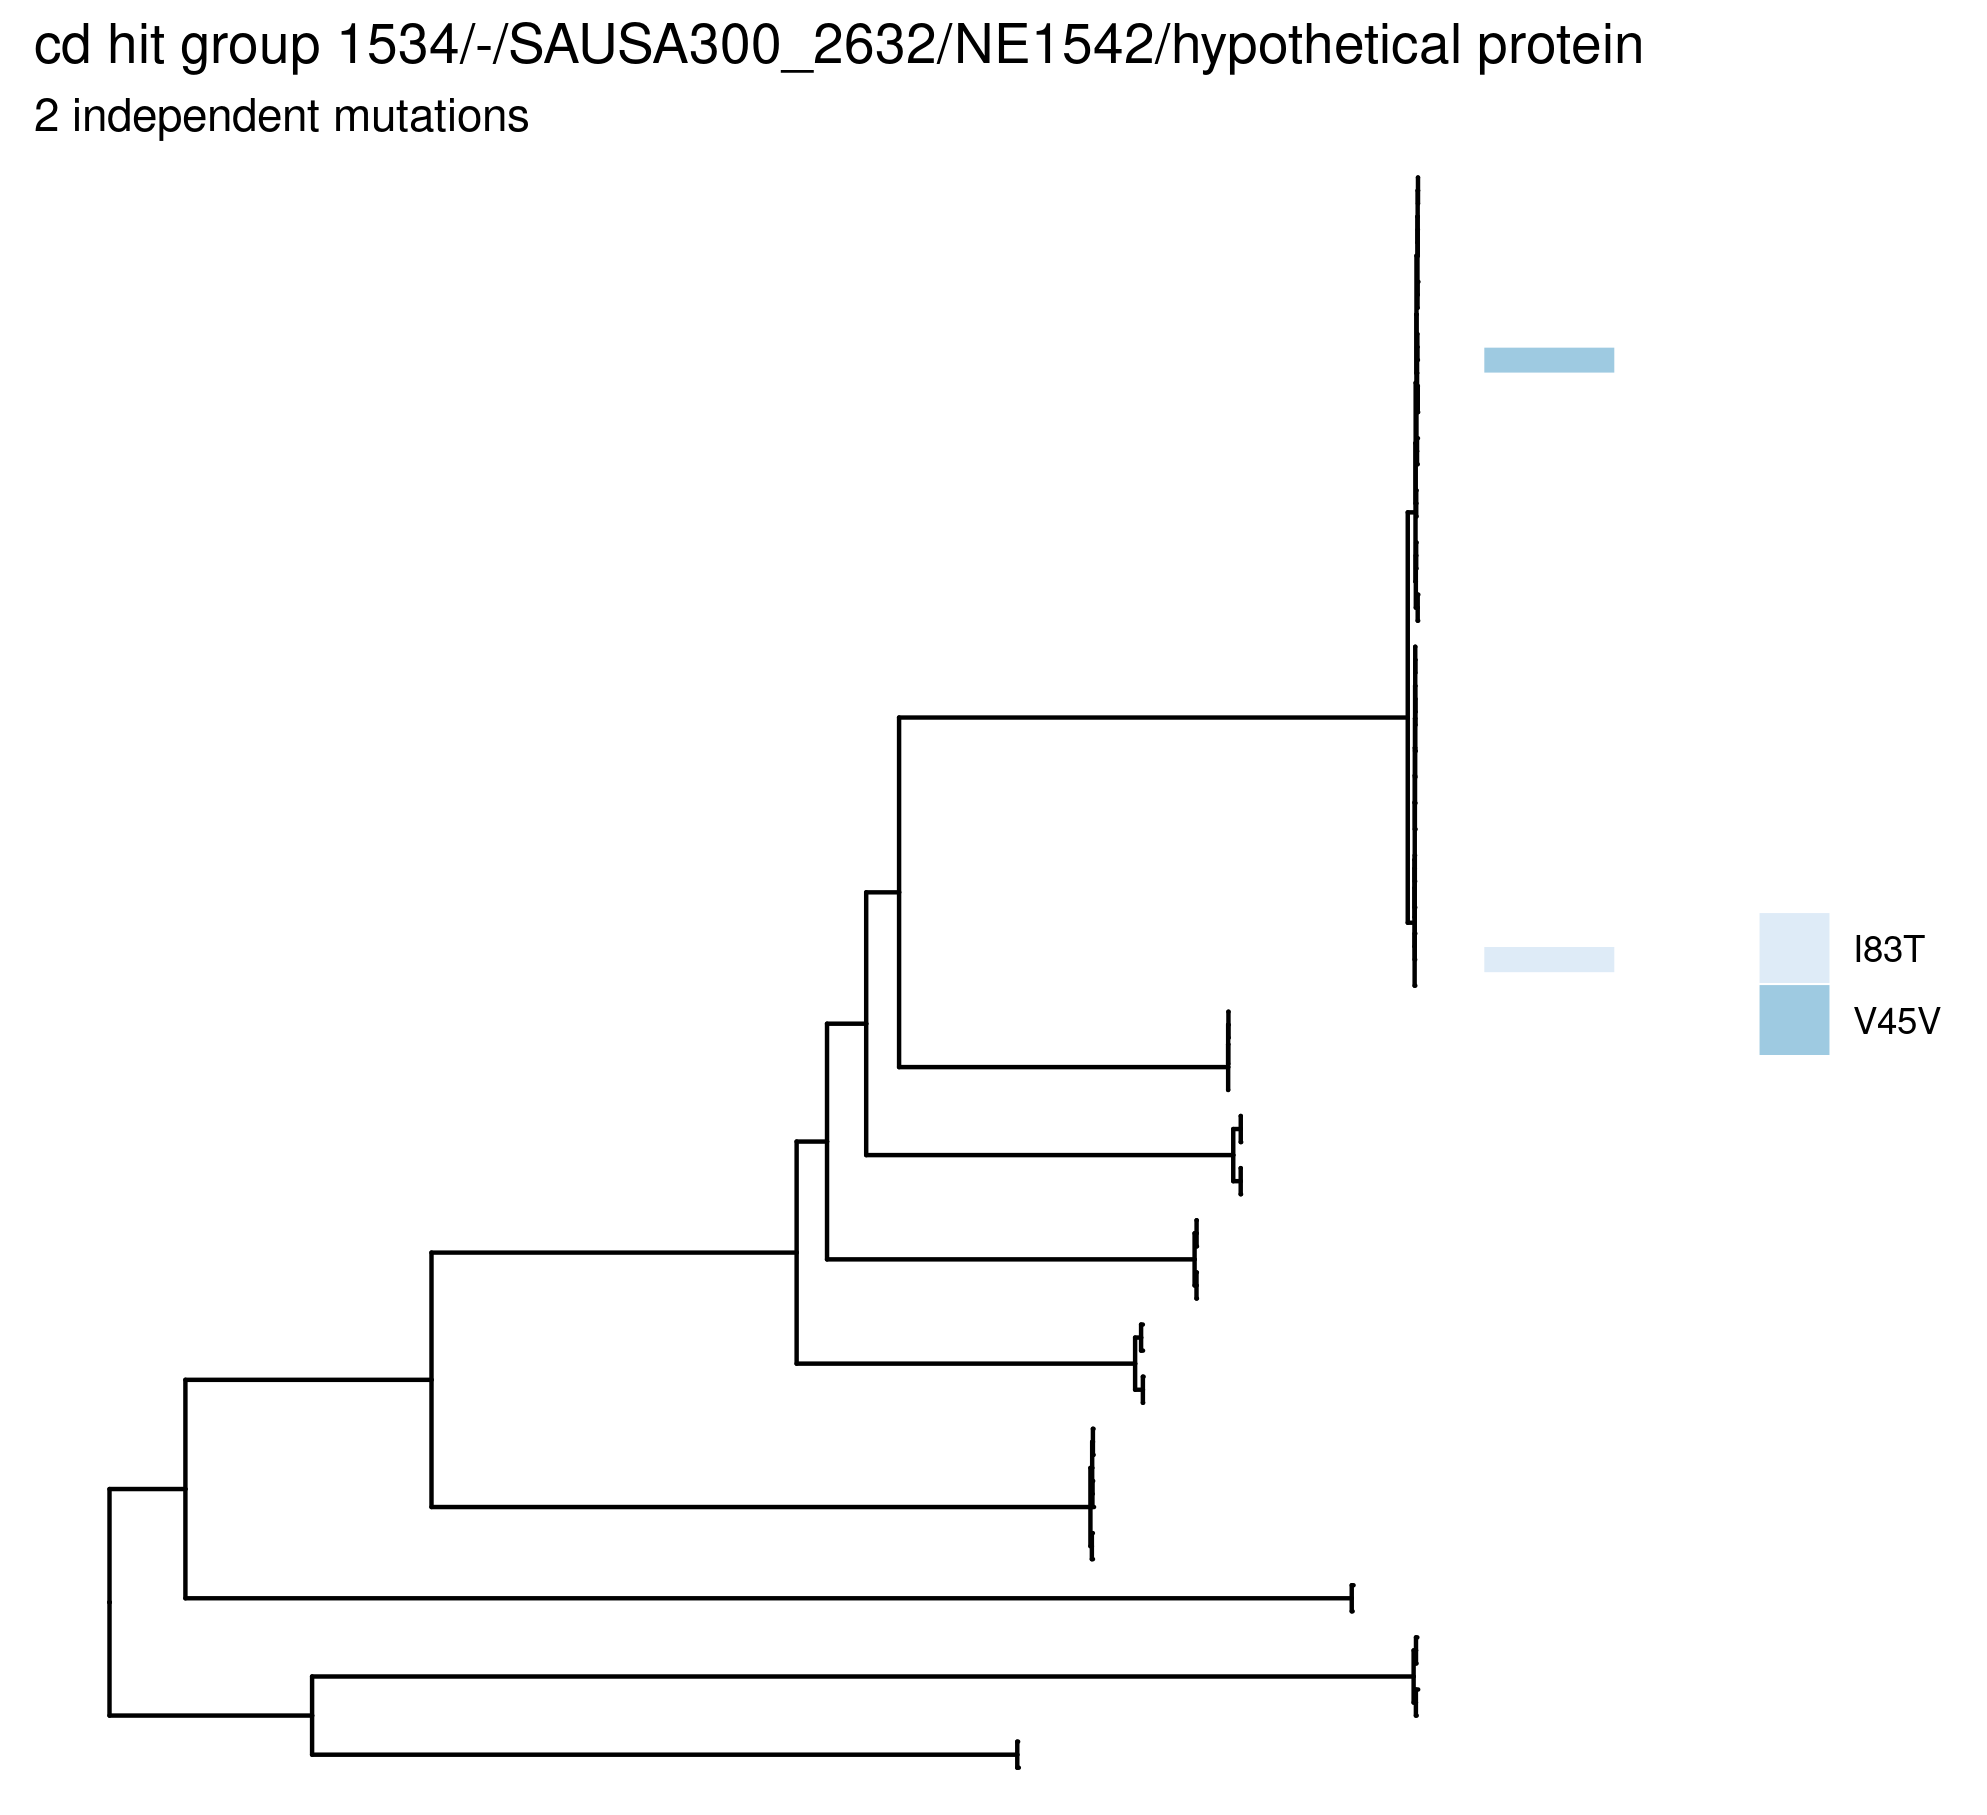 cd hit group 1534/-/SAUSA300_2632/NE1542/hypothetical protein
2 independent mutations
I83T
V45V